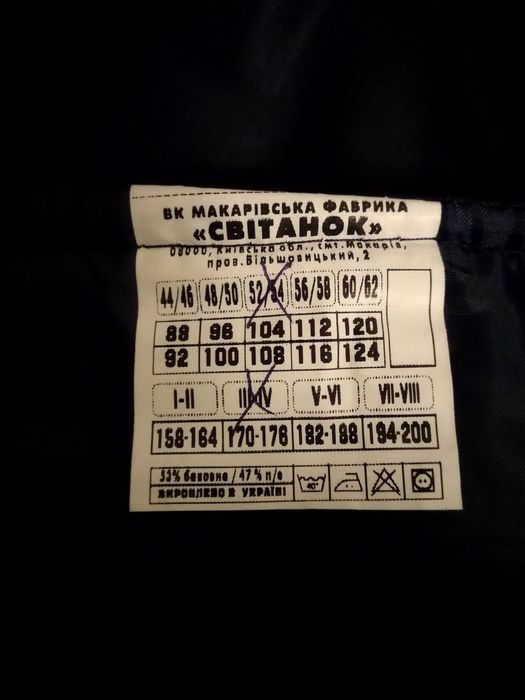 ВК МАКАРІВСЬКА ФАБРИКА
«СВІТАНОК»
08000, Київська обл., смт. Макарів,
пров. Більшовицький, 2
44/46 48/50 52/54 56/58 60/62
88 96 104 112 120
92 100 108 116 124
I-II III-IV V-VI VII-VIII
158-164 170-176 182-188 194-200
53% бавовна / 47% п/е
ВИРОБЛЕНО В УКРАЇНІ
40°